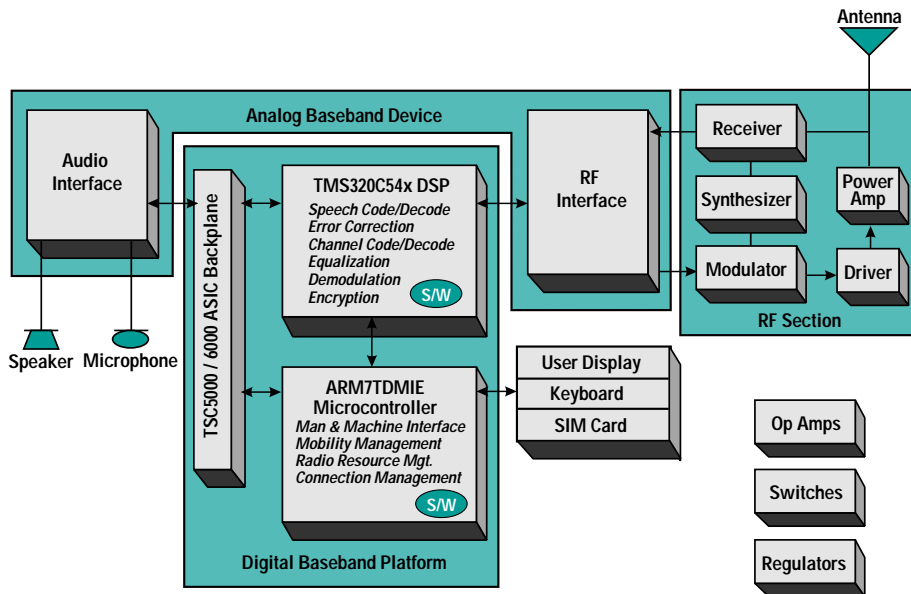 Antenna
Analog Baseband Device
Audio
Interface
RF
Interface
Receiver
Synthesizer
Modulator
Power
Amp
Driver
RF Section
TSC5000 / 6000 ASIC Backplane
TMS320C54x DSP
Speech Code/Decode
Error Correction
Channel Code/Decode
Equalization
Demodulation
Encryption
S/W
Speaker
Microphone
ARM7TDMIE
Microcontroller
Man & Machine Interface
Mobility Management
Radio Resource Mgt.
Connection Management
S/W
Digital Baseband Platform
User Display
Keyboard
SIM Card
Op Amps
Switches
Regulators